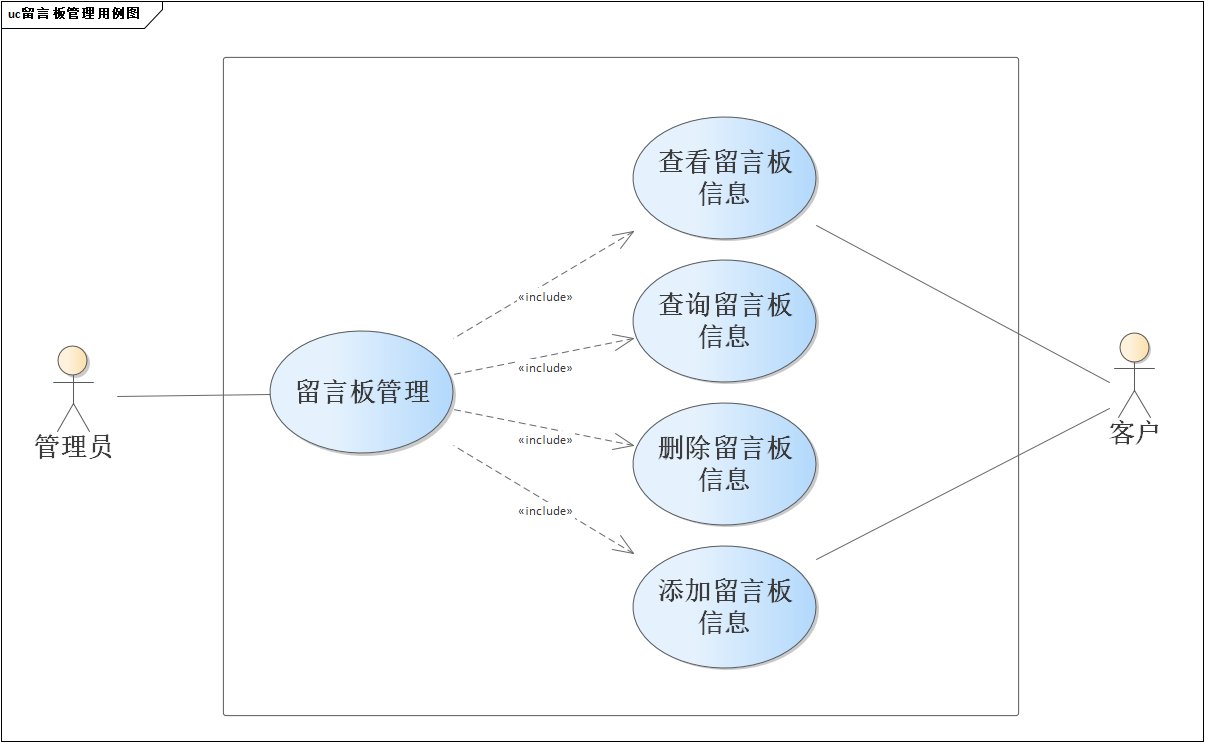 uc留言板管理用例图
查看留言板
信息
«include»
查询留言板
信息
«include»
留言板管理
管理员
客户
«include»
删除留言板
信息
«include»
添加留言板
信息